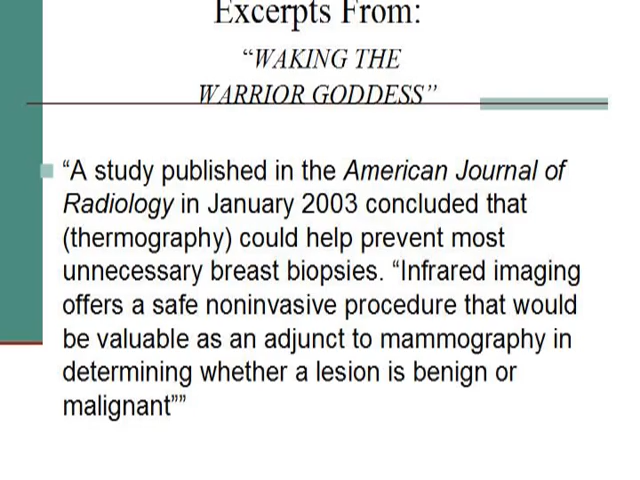 Excerpts From:
“WAKING THE
WARRIOR GODDESS”
“A study published in the American Journal of
Radiology in January 2003 concluded that
(thermography) could help prevent most
unnecessary breast biopsies. “Infrared imaging
offers a safe noninvasive procedure that would
be valuable as an adjunct to mammography in
determining whether a lesion is benign or
malignant””